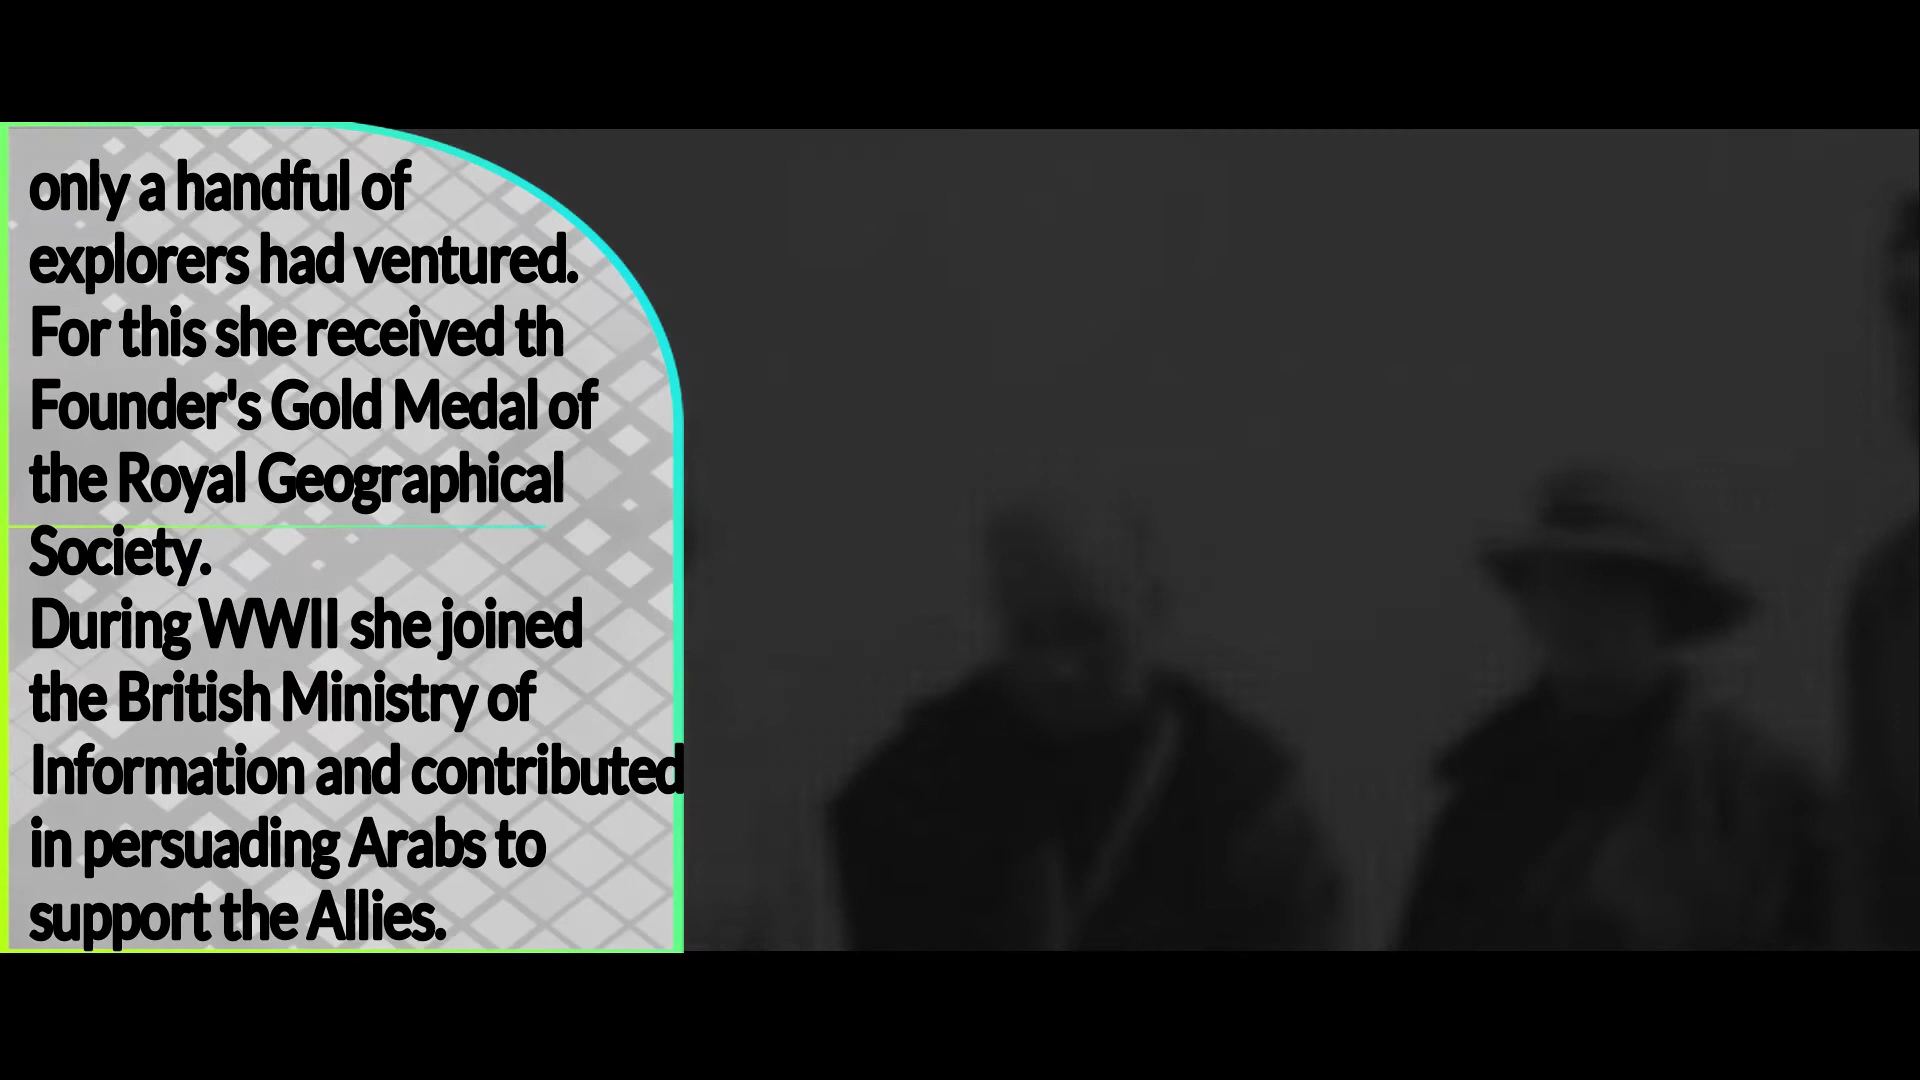 only a handful of
explorers had ventured.
For this she received th
Founder's Gold Medal of
the Royal Geographical
Society.
During WWII she joined
the British Ministry of
Information and contributed
in persuading Arabs to
support the Allies.